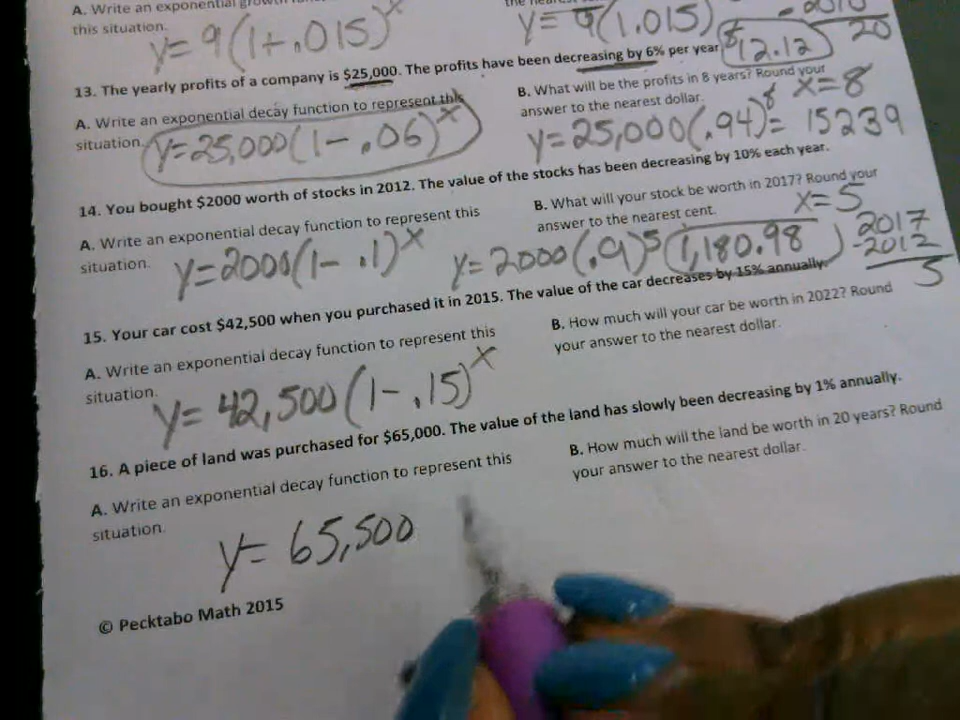 A. Write an exponential growth
this situation.
y=9(1+.015)^x
y=9(1.015)
$12.12
20
13. The yearly profits of a company is $25,000. The profits have been decreasing by 6% per year
A. Write an exponential decay function to represent this
situation.
y=25,000(1-.06)^x
B. What will be the profits in 8 years? Round your
answer to the nearest dollar.
x=8
y=25,000(.94)^8= 15239
14. You bought $2000 worth of stocks in 2012. The value of the stocks has been decreasing by 10% each year.
A. Write an exponential decay function to represent this
situation.
y=2000(1-.1)^x
B. What will your stock be worth in 2017? Round your
answer to the nearest cent.
x=5
y=2000(.9)^5 1,180.98
2017
-2012
5
15. Your car cost $42,500 when you purchased it in 2015. The value of the car decreases by 15% annually.
A. Write an exponential decay function to represent this
situation.
y=42,500(1-.15)^x
B. How much will your car be worth in 2022? Round
your answer to the nearest dollar.
16. A piece of land was purchased for $65,000. The value of the land has slowly been decreasing by 1% annually.
A. Write an exponential decay function to represent this
situation.
y=65,500
B. How much will the land be worth in 20 years? Round
your answer to the nearest dollar.
© Pecktabo Math 2015